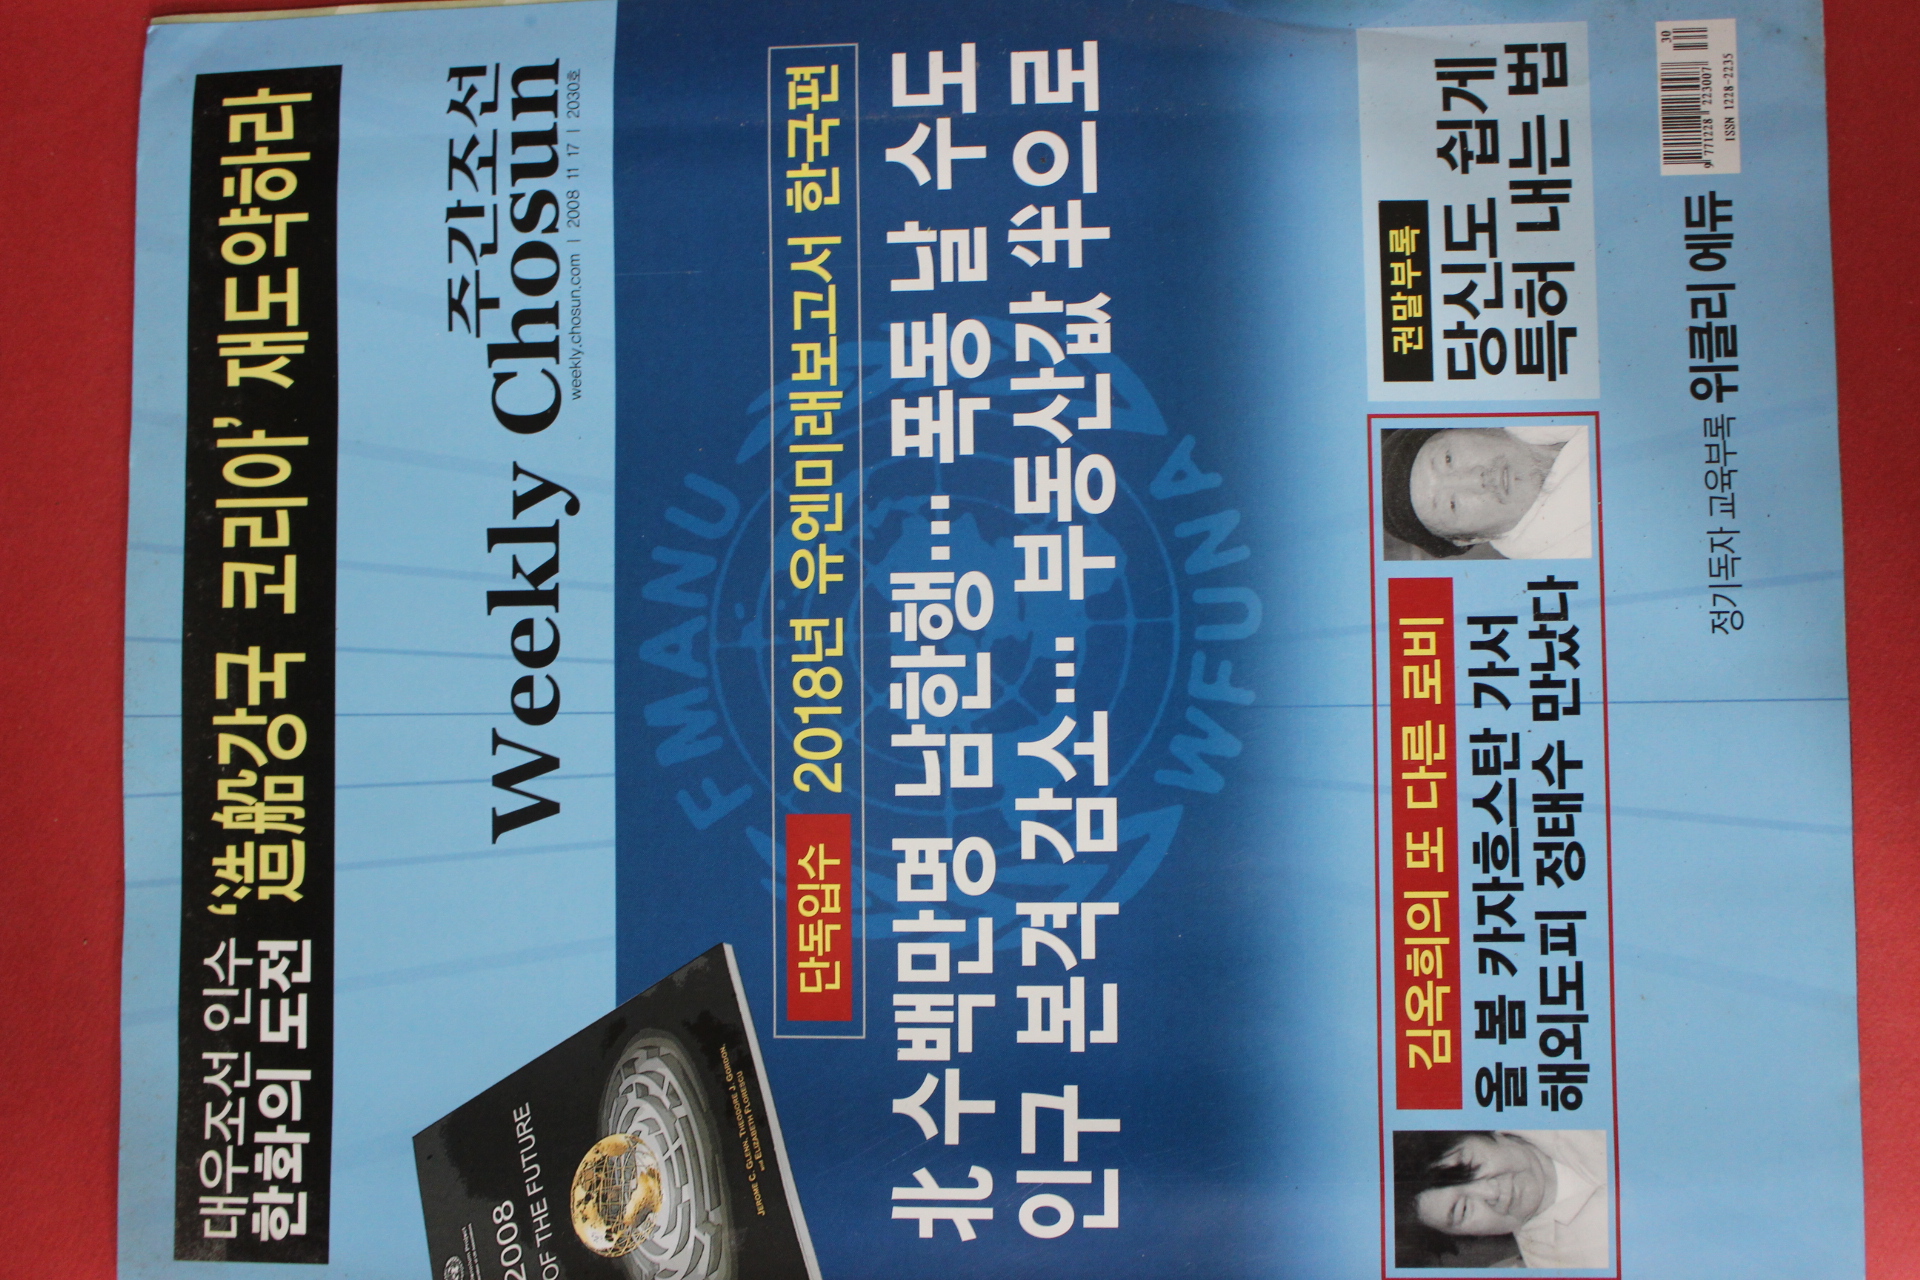 대우조선 인수
한화의 도전
‘造船강국 코리아’ 재도약하라
주간조선
Weekly Chosun
weekly.chosun.com | 2008 11 17 | 2030호
2008
OF THE FUTURE
JEROME C. GLENN, THEODORE J. GORDON,
and ELIZABETH FLORESCU
FMANU
WFUNA
단독입수 2018년 유엔미래보고서 한국편
北 수백만명 남한행... 폭동 날 수도
인구 본격 감소... 부동산값 半으로
김옥희의 또 다른 로비
올 봄 카자흐스탄 가서
해외도피 정태수 만났다
권말부록
당신도 쉽게
특허 내는 법
정기독자 교육부록 위클리 에듀
30
9 771228 223007
ISSN 1228-2235